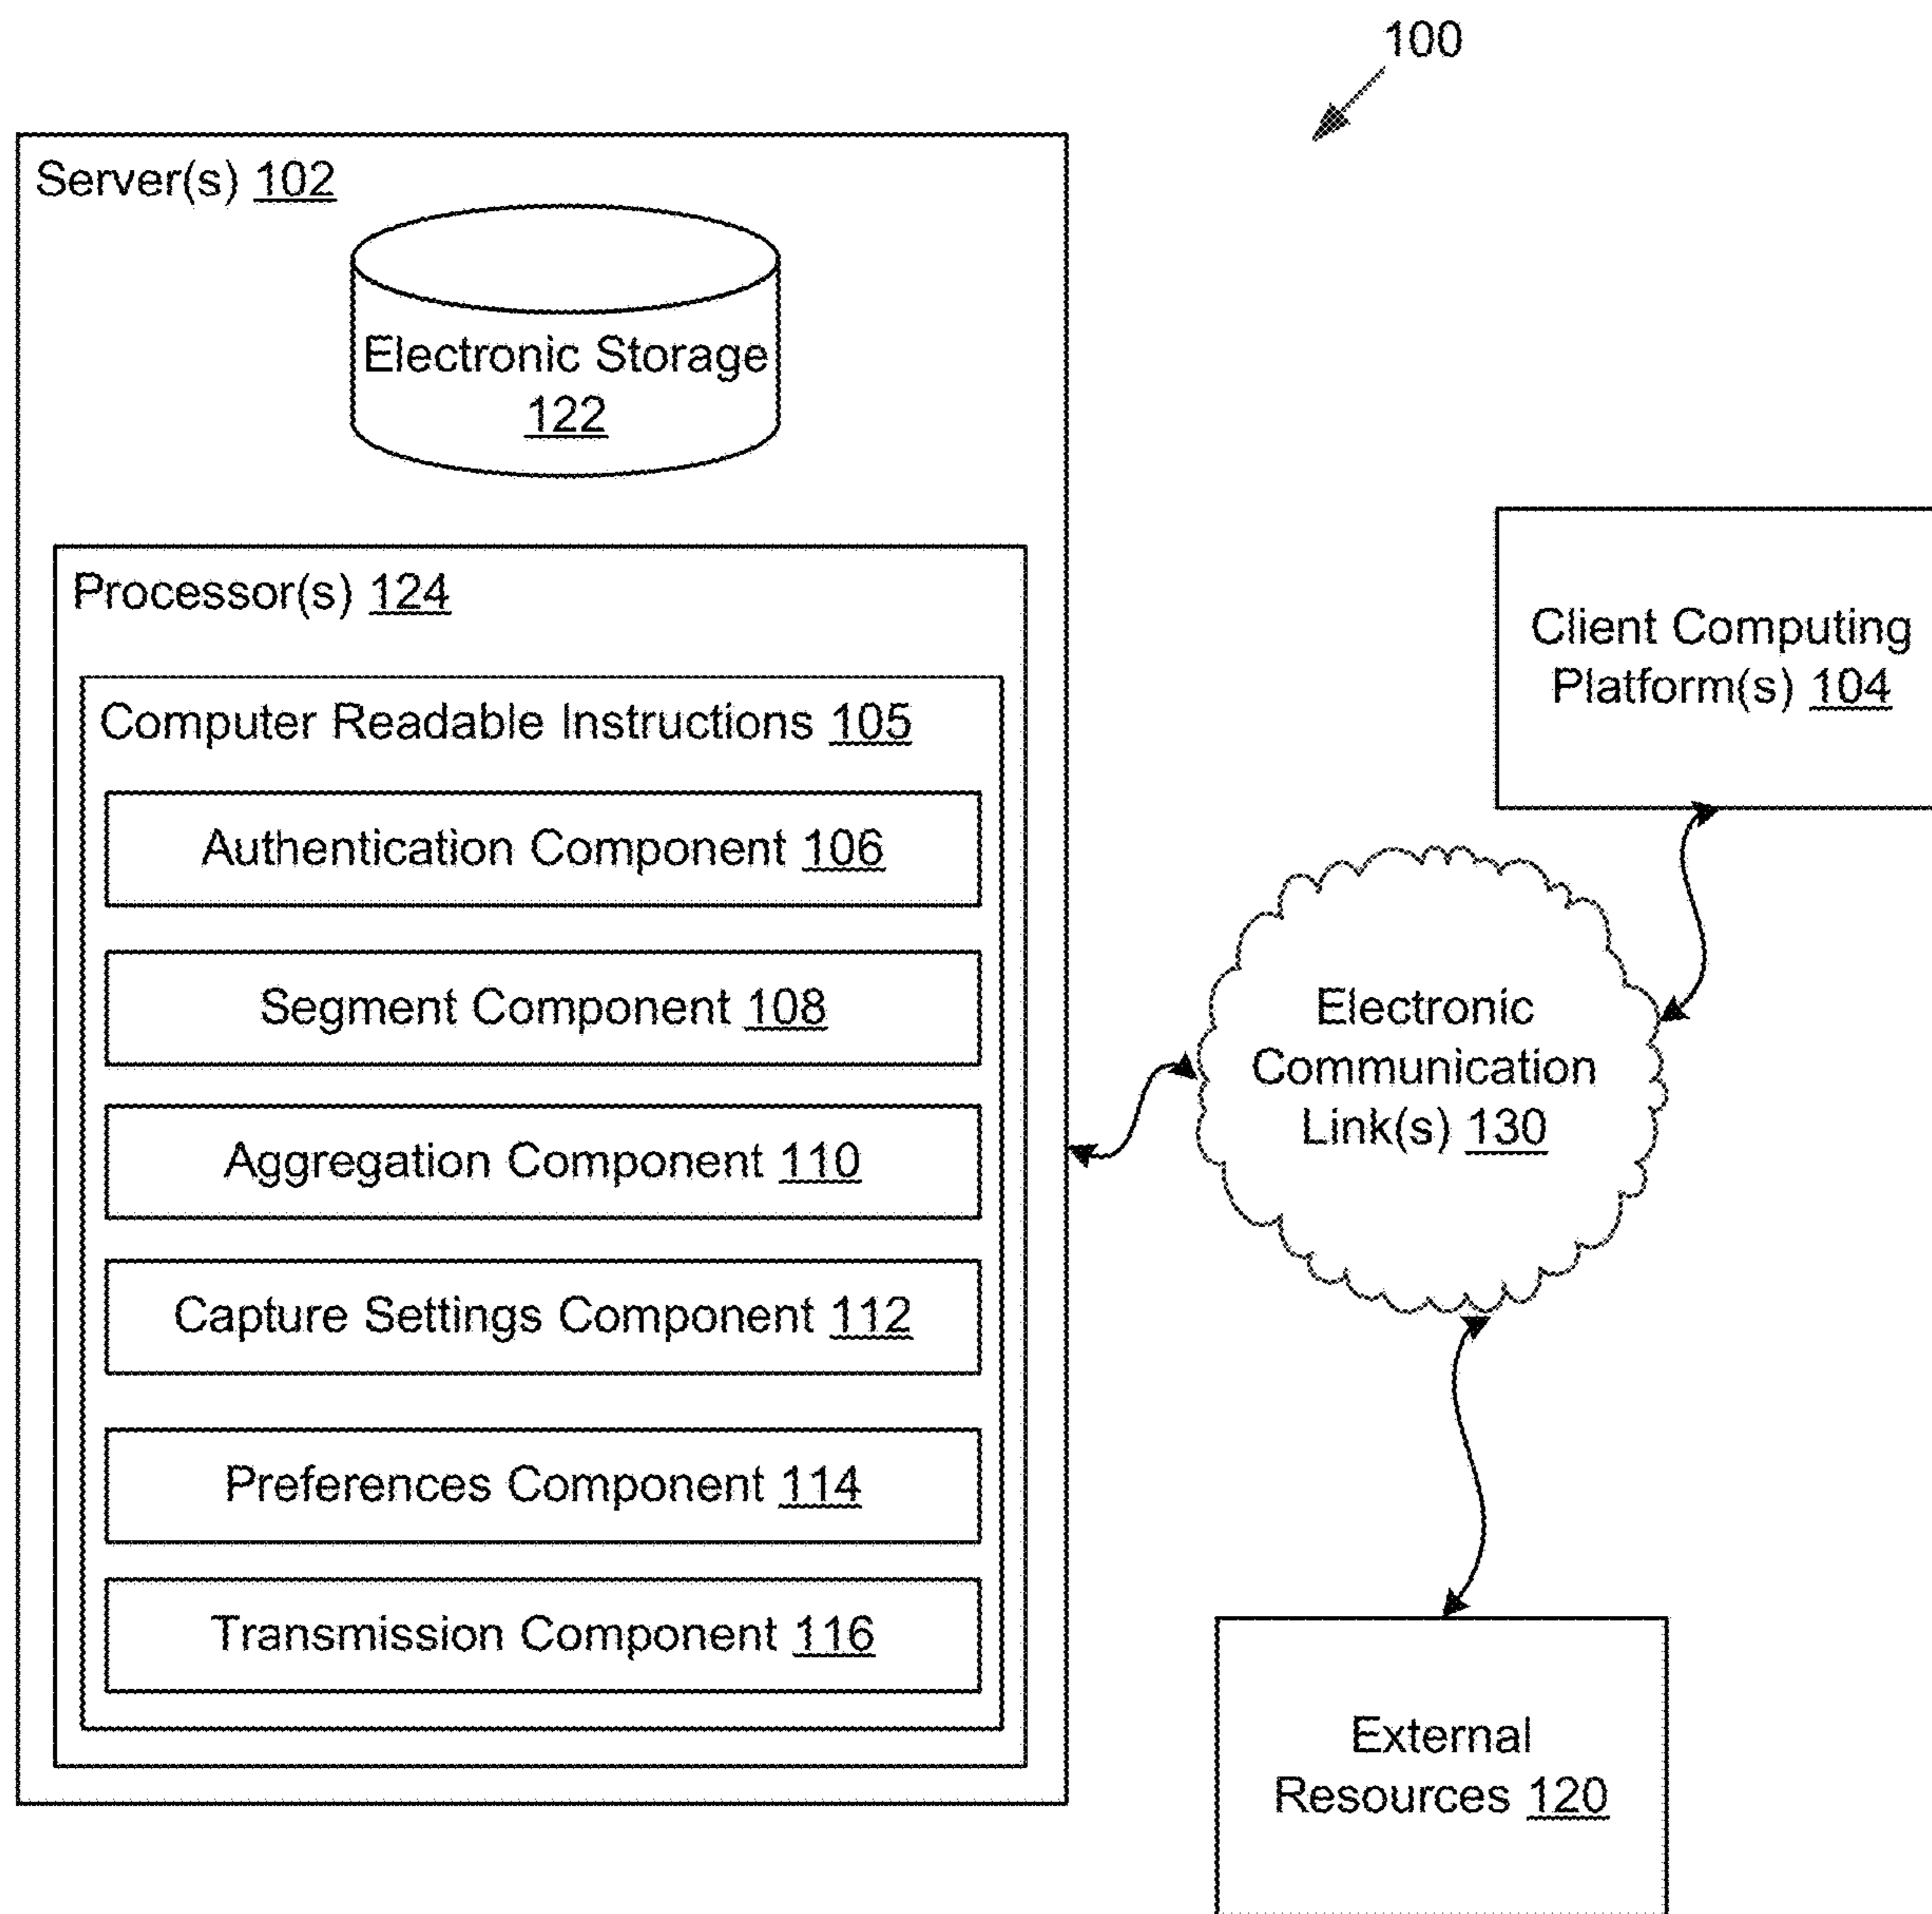 100
Server(s) 102
Electronic Storage
122
Processor(s) 124
Computer Readable Instructions 105
Authentication Component 106
Segment Component 108
Aggregation Component 110
Capture Settings Component 112
Preferences Component 114
Transmission Component 116
Client Computing
Platform(s) 104
Electronic
Communication
Link(s) 130
External
Resources 120